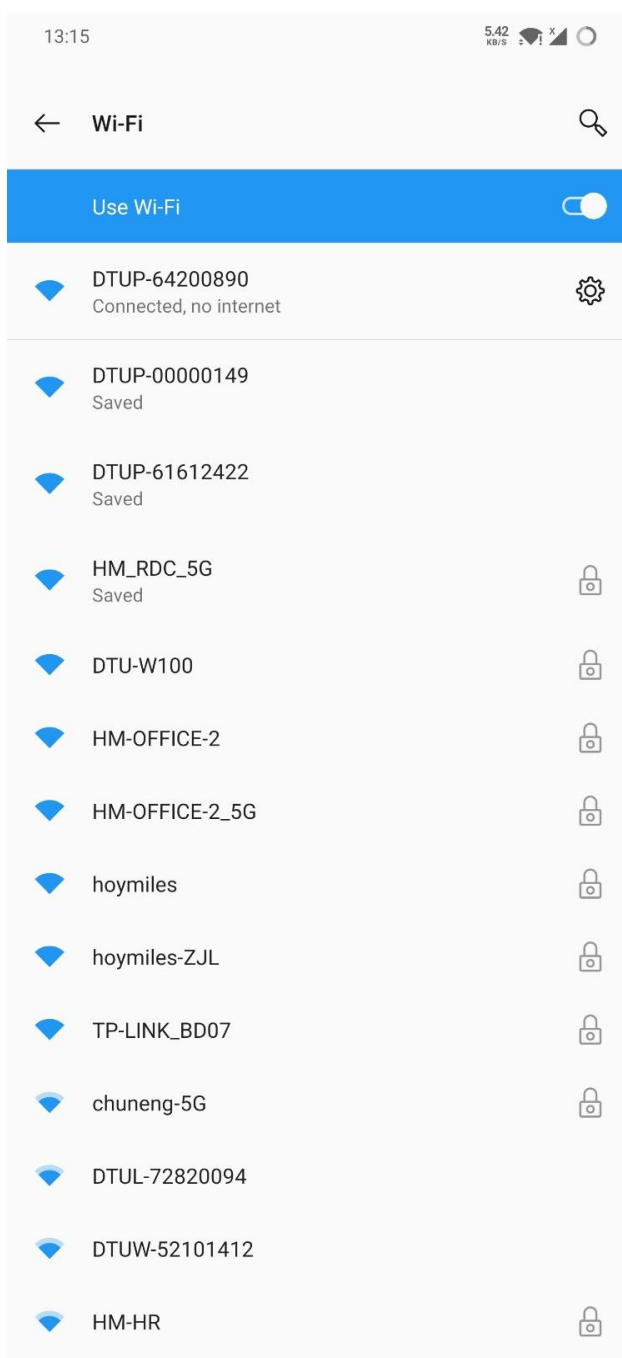 13:15
5.42
KB/S
Wi-Fi
Use Wi-Fi
DTUP-64200890
Connected, no internet
DTUP-00000149
Saved
DTUP-61612422
Saved
HM_RDC_5G
Saved
DTU-W100
HM-OFFICE-2
HM-OFFICE-2_5G
hoymiles
hoymiles-ZJL
TP-LINK_BD07
chuneng-5G
DTUL-72820094
DTUW-52101412
HM-HR